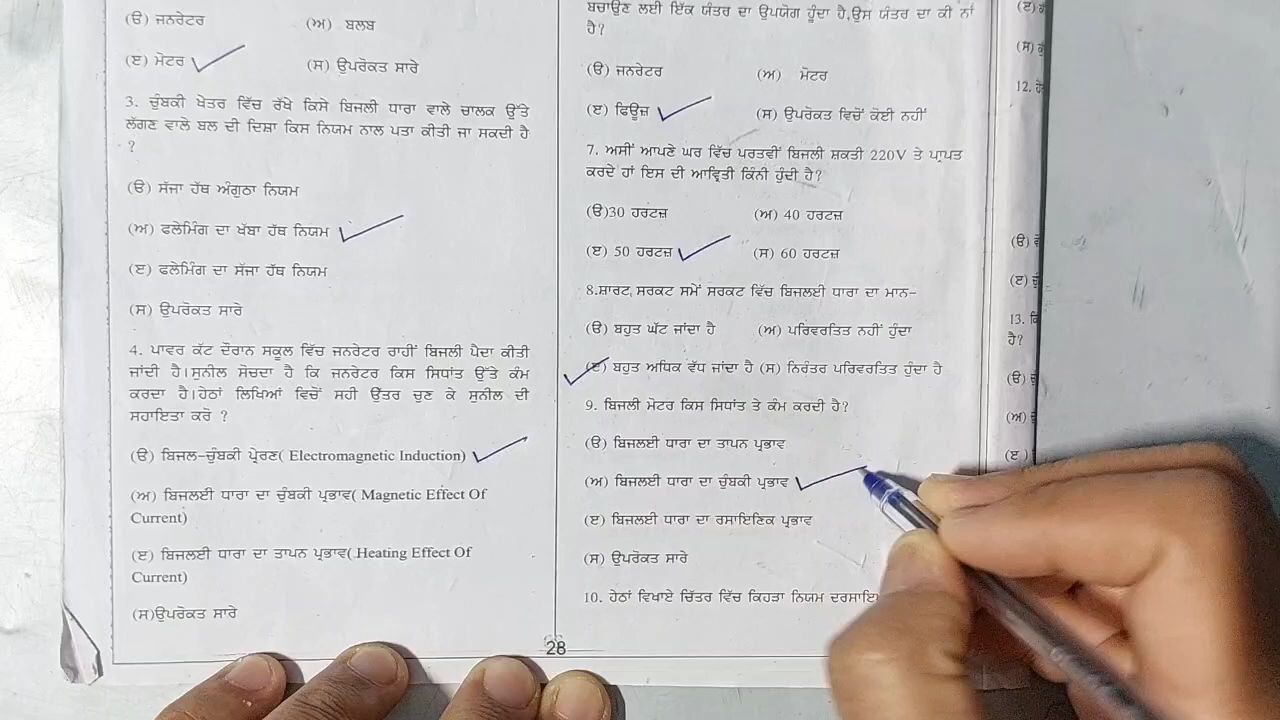 (ੳ) ਜਨਰੇਟਰ (ਅ) ਬਲਬ
(ੲ) ਮੋਟਰ (ਸ) ਉਪਰੋਕਤ ਸਾਰੇ
3. ਚੁੰਬਕੀ ਖੇਤਰ ਵਿੱਚ ਰੱਖੇ ਕਿਸੇ ਬਿਜਲੀ ਧਾਰਾ ਵਾਲੇ ਚਾਲਕ ਉੱਤੇ
ਲੱਗਣ ਵਾਲੇ ਬਲ ਦੀ ਦਿਸ਼ਾ ਕਿਸ ਨਿਯਮ ਨਾਲ ਪਤਾ ਕੀਤੀ ਜਾ ਸਕਦੀ ਹੈ
?
(ੳ) ਸੱਜਾ ਹੱਥ ਅੰਗੂਠਾ ਨਿਯਮ
(ਅ) ਫਲੇਮਿੰਗ ਦਾ ਖੱਬਾ ਹੱਥ ਨਿਯਮ
(ੲ) ਫਲੇਮਿੰਗ ਦਾ ਸੱਜਾ ਹੱਥ ਨਿਯਮ
(ਸ) ਉਪਰੋਕਤ ਸਾਰੇ
4. ਪਾਵਰ ਕੱਟ ਦੌਰਾਨ ਸਕੂਲ ਵਿੱਚ ਜਨਰੇਟਰ ਰਾਹੀਂ ਬਿਜਲੀ ਪੈਦਾ ਕੀਤੀ
ਜਾਂਦੀ ਹੈ।ਸੁਨੀਲ ਸੋਚਦਾ ਹੈ ਕਿ ਜਨਰੇਟਰ ਕਿਸ ਸਿਧਾਂਤ ਉੱਤੇ ਕੰਮ
ਕਰਦਾ ਹੈ।ਹੇਠਾਂ ਲਿਖਿਆਂ ਵਿਚੋਂ ਸਹੀ ਉੱਤਰ ਚੁਣ ਕੇ ਸੁਨੀਲ ਦੀ
ਸਹਾਇਤਾ ਕਰੋ ?
(ੳ) ਬਿਜਲ-ਚੁੰਬਕੀ ਪ੍ਰੇਰਣ( Electromagnetic Induction)
(ਅ) ਬਿਜਲਈ ਧਾਰਾ ਦਾ ਚੁੰਬਕੀ ਪ੍ਰਭਾਵ( Magnetic Effect Of
Current)
(ੲ) ਬਿਜਲਈ ਧਾਰਾ ਦਾ ਤਾਪਨ ਪ੍ਰਭਾਵ( Heating Effect Of
Current)
(ਸ)ਉਪਰੋਕਤ ਸਾਰੇ
ਬਚਾਉਣ ਲਈ ਇੱਕ ਯੰਤਰ ਦਾ ਉਪਯੋਗ ਹੁੰਦਾ ਹੈ,ਉਸ ਯੰਤਰ ਦਾ ਕੀ ਨਾਂ
ਹੈ?
(ੳ) ਜਨਰੇਟਰ (ਅ) ਮੋਟਰ
(ੲ) ਫਿਊਜ਼ (ਸ) ਉਪਰੋਕਤ ਵਿਚੋਂ ਕੋਈ ਨਹੀਂ
7. ਅਸੀਂ ਆਪਣੇ ਘਰ ਵਿੱਚ ਪਰਤਵੀਂ ਬਿਜਲੀ ਸ਼ਕਤੀ 220V ਤੇ ਪ੍ਰਾਪਤ
ਕਰਦੇ ਹਾਂ ਇਸ ਦੀ ਆਵ੍ਰਿਤੀ ਕਿੰਨੀ ਹੁੰਦੀ ਹੈ?
(ੳ)30 ਹਰਟਜ਼ (ਅ) 40 ਹਰਟਜ਼
(ੲ) 50 ਹਰਟਜ਼ (ਸ) 60 ਹਰਟਜ਼
8.ਸ਼ਾਰਟ, ਸਰਕਟ ਸਮੇਂ ਸਰਕਟ ਵਿੱਚ ਬਿਜਲਈ ਧਾਰਾ ਦਾ ਮਾਨ-
(ੳ) ਬਹੁਤ ਘੱਟ ਜਾਂਦਾ ਹੈ (ਅ) ਪਰਿਵਰਤਿਤ ਨਹੀਂ ਹੁੰਦਾ
(ੲ) ਬਹੁਤ ਅਧਿਕ ਵੱਧ ਜਾਂਦਾ ਹੈ (ਸ) ਨਿਰੰਤਰ ਪਰਿਵਰਤਿਤ ਹੁੰਦਾ ਹੈ
9. ਬਿਜਲੀ ਮੋਟਰ ਕਿਸ ਸਿਧਾਂਤ ਤੇ ਕੰਮ ਕਰਦੀ ਹੈ?
(ੳ) ਬਿਜਲਈ ਧਾਰਾ ਦਾ ਤਾਪਨ ਪ੍ਰਭਾਵ
(ਅ) ਬਿਜਲਈ ਧਾਰਾ ਦਾ ਚੁੰਬਕੀ ਪ੍ਰਭਾਵ
(ੲ) ਬਿਜਲਈ ਧਾਰਾ ਦਾ ਰਸਾਇਣਿਕ ਪ੍ਰਭਾਵ
(ਸ) ਉਪਰੋਕਤ ਸਾਰੇ
10. ਹੇਠਾਂ ਵਿਖਾਏ ਚਿੱਤਰ ਵਿੱਚ ਕਿਹੜਾ ਨਿਯਮ
28
(ੲ)
(ਸ)
12.
(ੳ)
(ੲ)
13.
ਹੈ?
(ੳ)
(ਅ)
(ੲ)